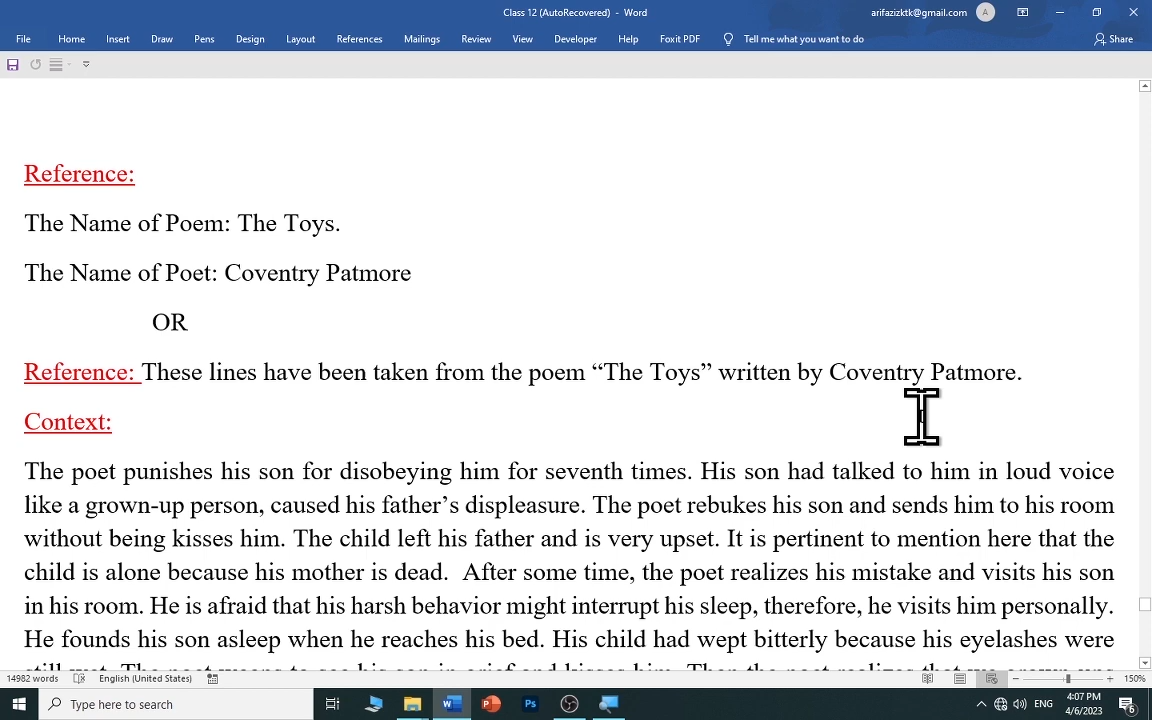 Class 12 (AutoRecovered) - Word
arifazizktk@gmail.com A
File Home Insert Draw Pens Design Layout References Mailings Review View Developer Help Foxit PDF Tell me what you want to do Share
Reference:
The Name of Poem: The Toys.
The Name of Poet: Coventry Patmore
OR
Reference: These lines have been taken from the poem “The Toys” written by Coventry Patmore.
Context:
The poet punishes his son for disobeying him for seventh times. His son had talked to him in loud voice
like a grown-up person, caused his father’s displeasure. The poet rebukes his son and sends him to his room
without being kisses him. The child left his father and is very upset. It is pertinent to mention here that the
child is alone because his mother is dead. After some time, the poet realizes his mistake and visits his son
in his room. He is afraid that his harsh behavior might interrupt his sleep, therefore, he visits him personally.
He founds his son asleep when he reaches his bed. His child had wept bitterly because his eyelashes were
14982 words English (United States) 150%
Type here to search
ENG
4:07 PM
4/6/2023
6